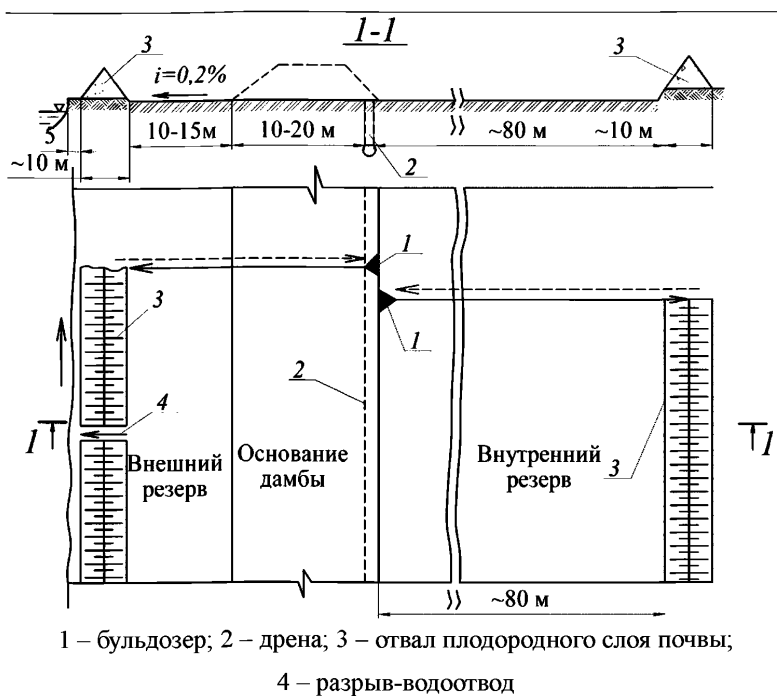 1-1
3
3
i=0,2%
5
10-15м
10-20 м
~80 м
~10 м
~10 м
2
1
3
1
2
4
1
1
Внешний
резерв
Основание
дамбы
Внутренний
резерв
3
~80 м
1 – бульдозер; 2 – дрена; 3 – отвал плодородного слоя почвы;
4 – разрыв-водоотвод